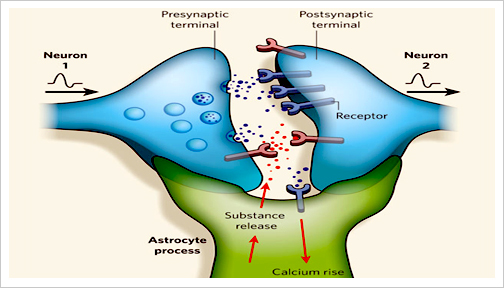 Presynaptic
terminal
Postsynaptic
terminal
Neuron
1
Neuron
2
Receptor
Substance
release
Astrocyte
process
Calcium rise